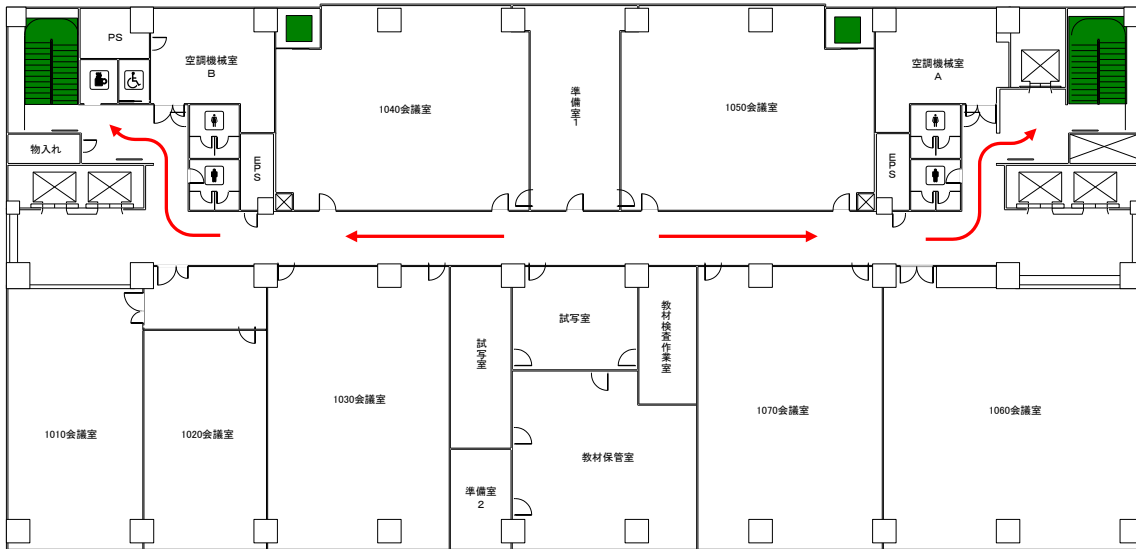 PS
空調機械室
B
1040会議室
準備室1
1050会議室
空調機械室
A
物入れ
EPS
EPS
試写室
教材検査作業室
試写室
1030会議室
1070会議室
1060会議室
1010会議室
1020会議室
教材保管室
準備室
2